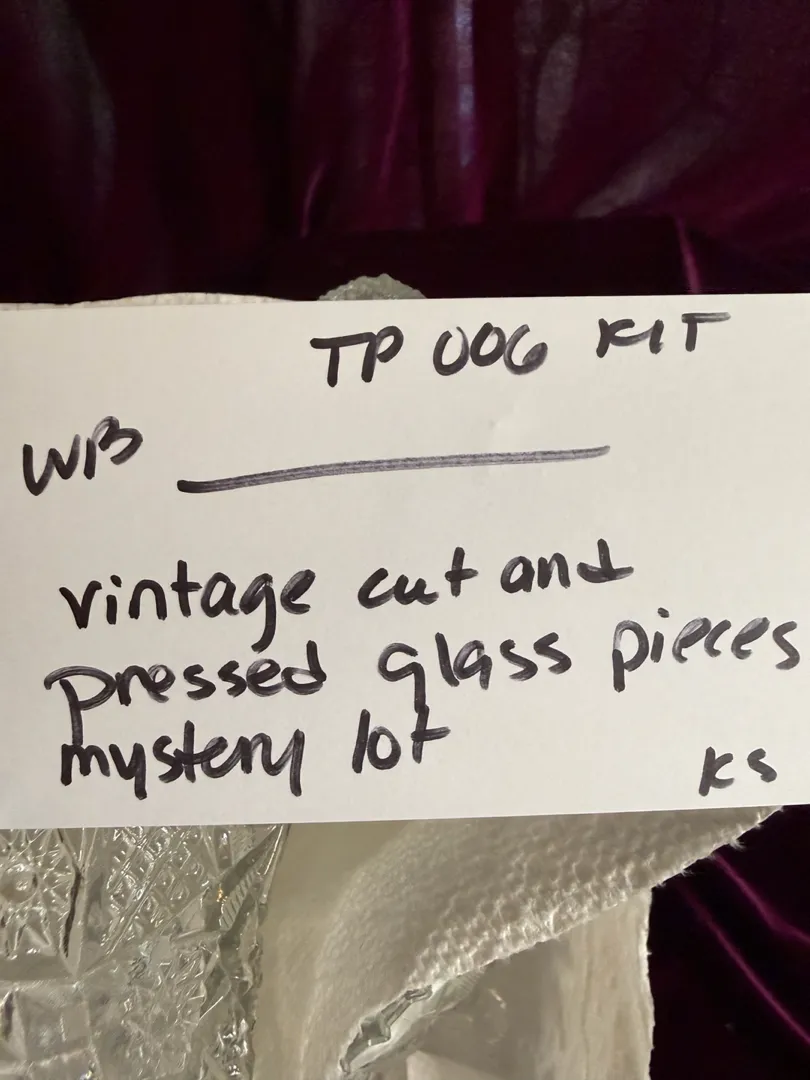 TP 006 KIT
WB
vintage cut and
pressed glass pieces
mystery lot
KS